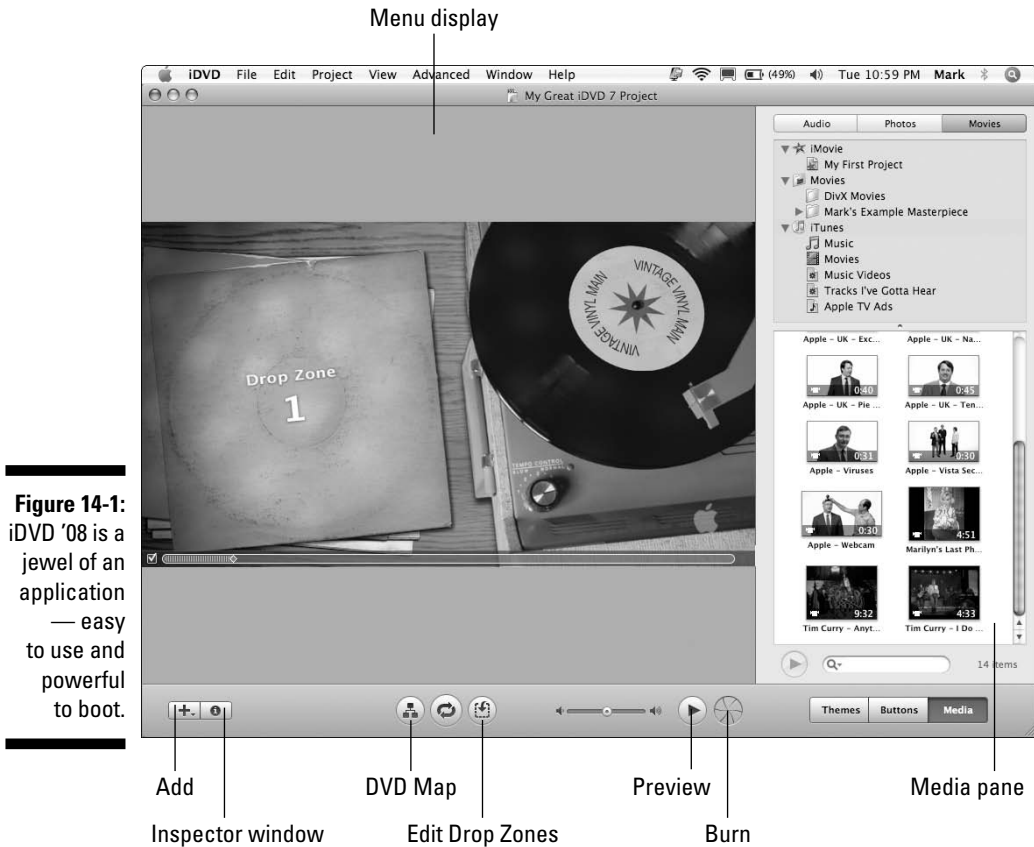 Menu display
iDVD File Edit Project View Advanced Window Help (49%) Tue 10:59 PM Mark
My Great iDVD 7 Project
Audio Photos Movies
iMovie
My First Project
Movies
DivX Movies
Mark's Example Masterpiece
iTunes
Music
Movies
Music Videos
Tracks I've Gotta Hear
Apple TV Ads
Drop Zone
1
VINTAGE VINYL MAIN
VINTAGE VINYL MAIN
TEMPO CONTROL
SLOW NORMAL
Apple – UK – Exc... Apple – UK – Na...
0:40 0:45
Apple – UK – Pie ... Apple – UK – Ten...
0:31 0:30
Apple – Viruses Apple – Vista Sec...
0:30 4:51
Apple – Webcam Marilyn's Last Ph...
9:32 4:33
Tim Curry – Anyt... Tim Curry – I Do ...
14 items
Themes Buttons Media
Figure 14-1:
iDVD ’08 is a
jewel of an
application
— easy
to use and
powerful
to boot.
Add DVD Map Preview Media pane
Inspector window Edit Drop Zones Burn